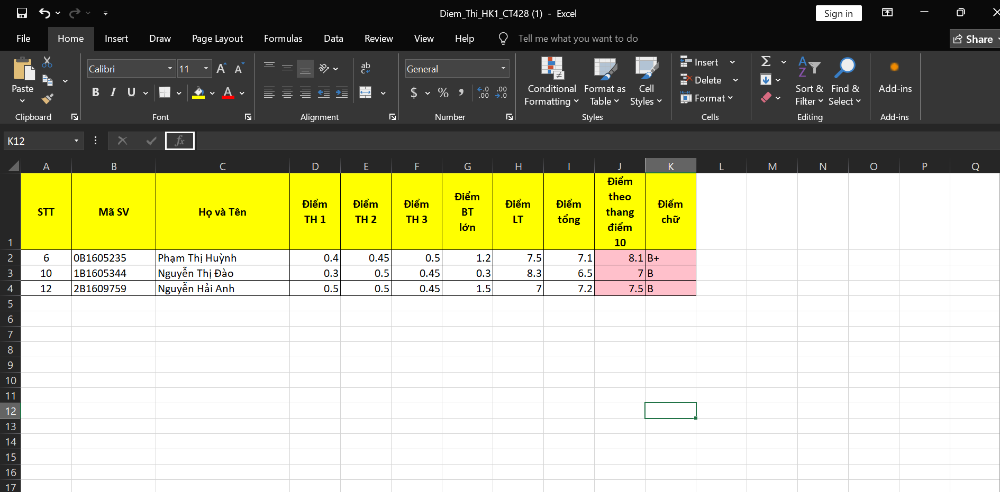 Diem_Thi_HK1_CT428 (1) - Excel
Sign in
File Home Insert Draw Page Layout Formulas Data Review View Help Tell me what you want to do Share
Calibri 11 General
Paste
B I U A A A ab c $ % .0 .00 .00 .0
Conditional Formatting
Format as Table
Cell Styles
Insert
Delete
Format
Σ
A Z
Sort & Filter
Find & Select
Add-ins
Clipboard Font Alignment Number Styles Cells Editing Add-ins
K12 fx
A B C D E F G H I J K L M N O P Q
1 STT Mã SV Họ và Tên Điểm TH 1 Điểm TH 2 Điểm TH 3 Điểm BT lớn Điểm LT Điểm tổng Điểm theo thang điểm 10 Điểm chữ
2 6 0B1605235 Phạm Thị Huỳnh 0.4 0.45 0.5 1.2 7.5 7.1 8.1 B+
3 10 1B1605344 Nguyễn Thị Đào 0.3 0.5 0.45 0.3 8.3 6.5 7 B
4 12 2B1609759 Nguyễn Hải Anh 0.5 0.5 0.45 1.5 7 7.2 7.5 B
5
6
7
8
9
10
11
12
13
14
15
16
17